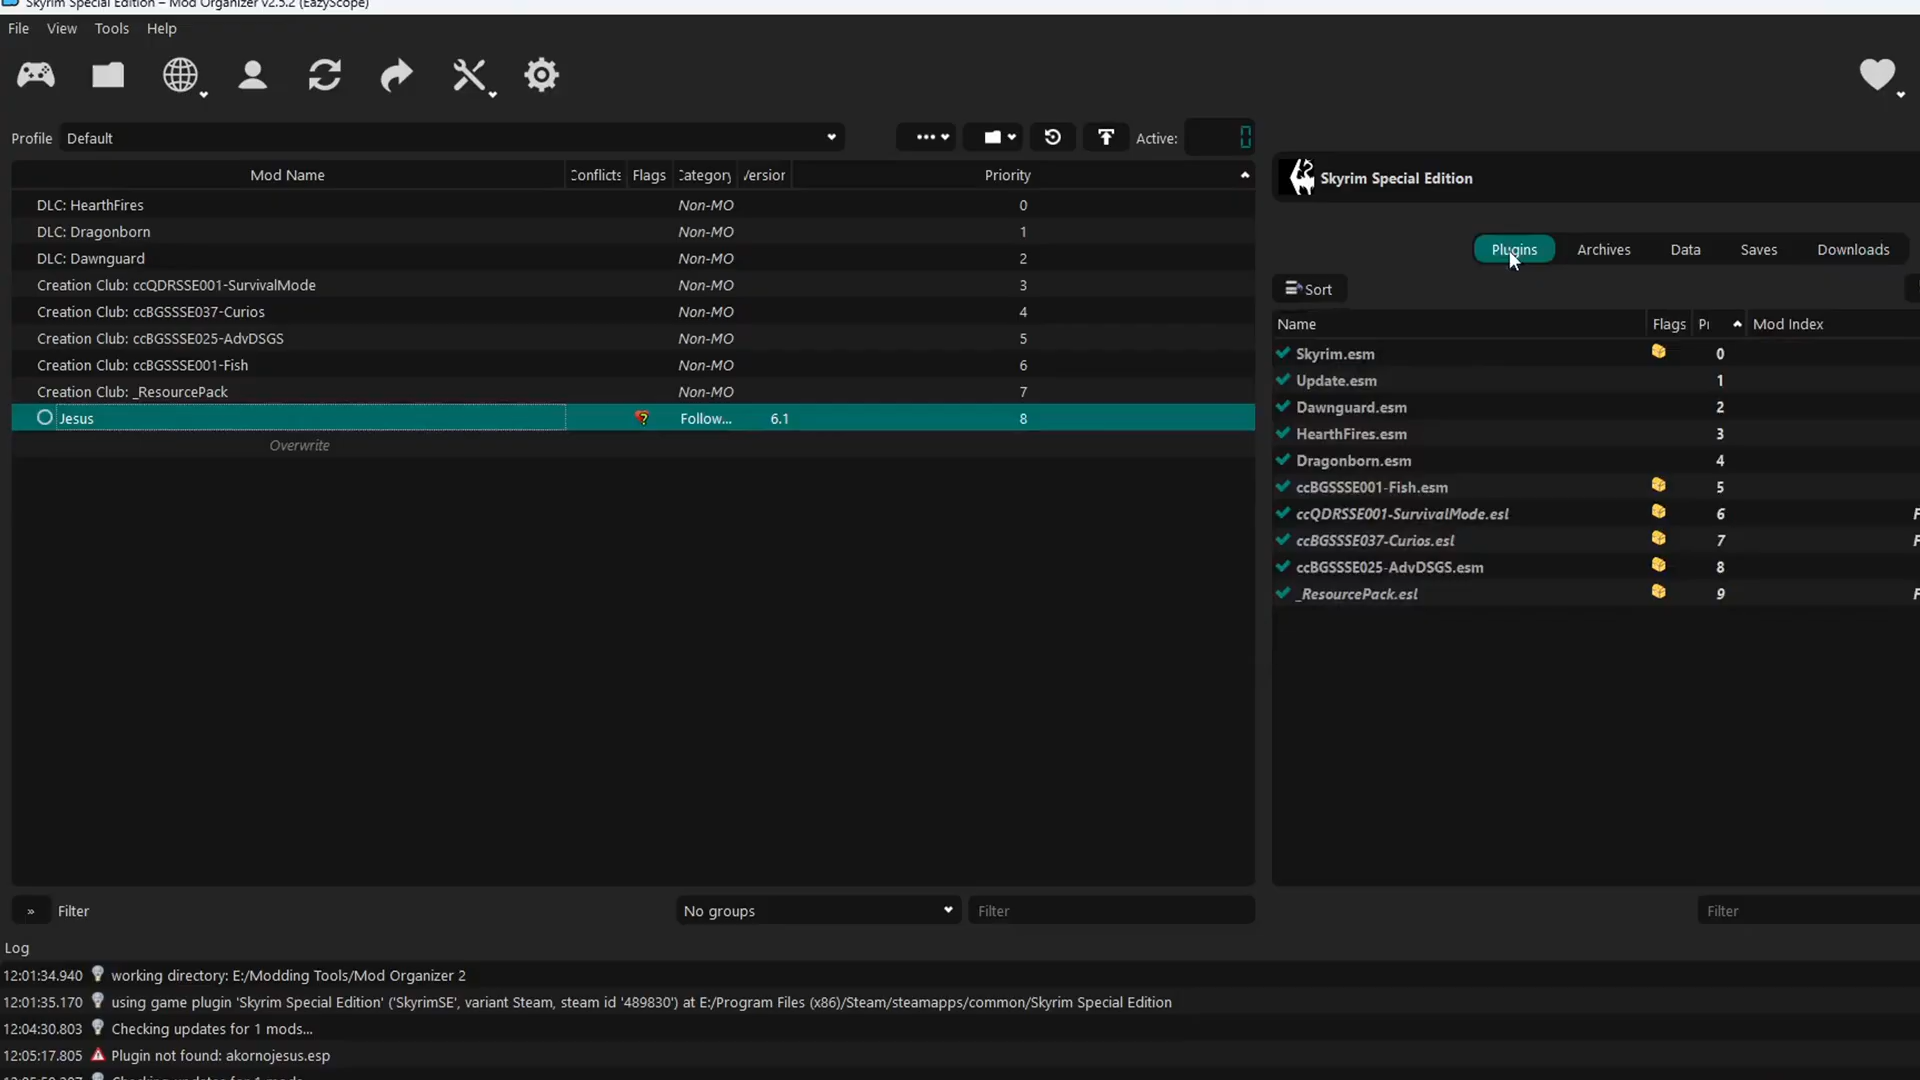 Skyrim Special Edition – Mod Organizer v2.5.2 (EazyScope)
File View Tools Help
Profile Default Active: 0
Mod Name Conflicts Flags Category Version Priority
DLC: HearthFires Non-MO 0
DLC: Dragonborn Non-MO 1
DLC: Dawnguard Non-MO 2
Creation Club: ccQDRSSE001-SurvivalMode Non-MO 3
Creation Club: ccBGSSSE037-Curios Non-MO 4
Creation Club: ccBGSSSE025-AdvDSGS Non-MO 5
Creation Club: ccBGSSSE001-Fish Non-MO 6
Creation Club: _ResourcePack Non-MO 7
Jesus Follow... 6.1 8
Overwrite
» Filter No groups Filter
Skyrim Special Edition
Plugins Archives Data Saves Downloads
Sort
Name Flags Pr Mod Index
Skyrim.esm 0
Update.esm 1
Dawnguard.esm 2
HearthFires.esm 3
Dragonborn.esm 4
ccBGSSSE001-Fish.esm 5
ccQDRSSE001-SurvivalMode.esl 6 F
ccBGSSSE037-Curios.esl 7 F
ccBGSSSE025-AdvDSGS.esm 8
_ResourcePack.esl 9 F
Filter
Log
12:01:34.940 working directory: E:/Modding Tools/Mod Organizer 2
12:01:35.170 using game plugin 'Skyrim Special Edition' ('SkyrimSE', variant Steam, steam id '489830') at E:/Program Files (x86)/Steam/steamapps/common/Skyrim Special Edition
12:04:30.803 Checking updates for 1 mods...
12:05:17.805 Plugin not found: akornojesus.esp